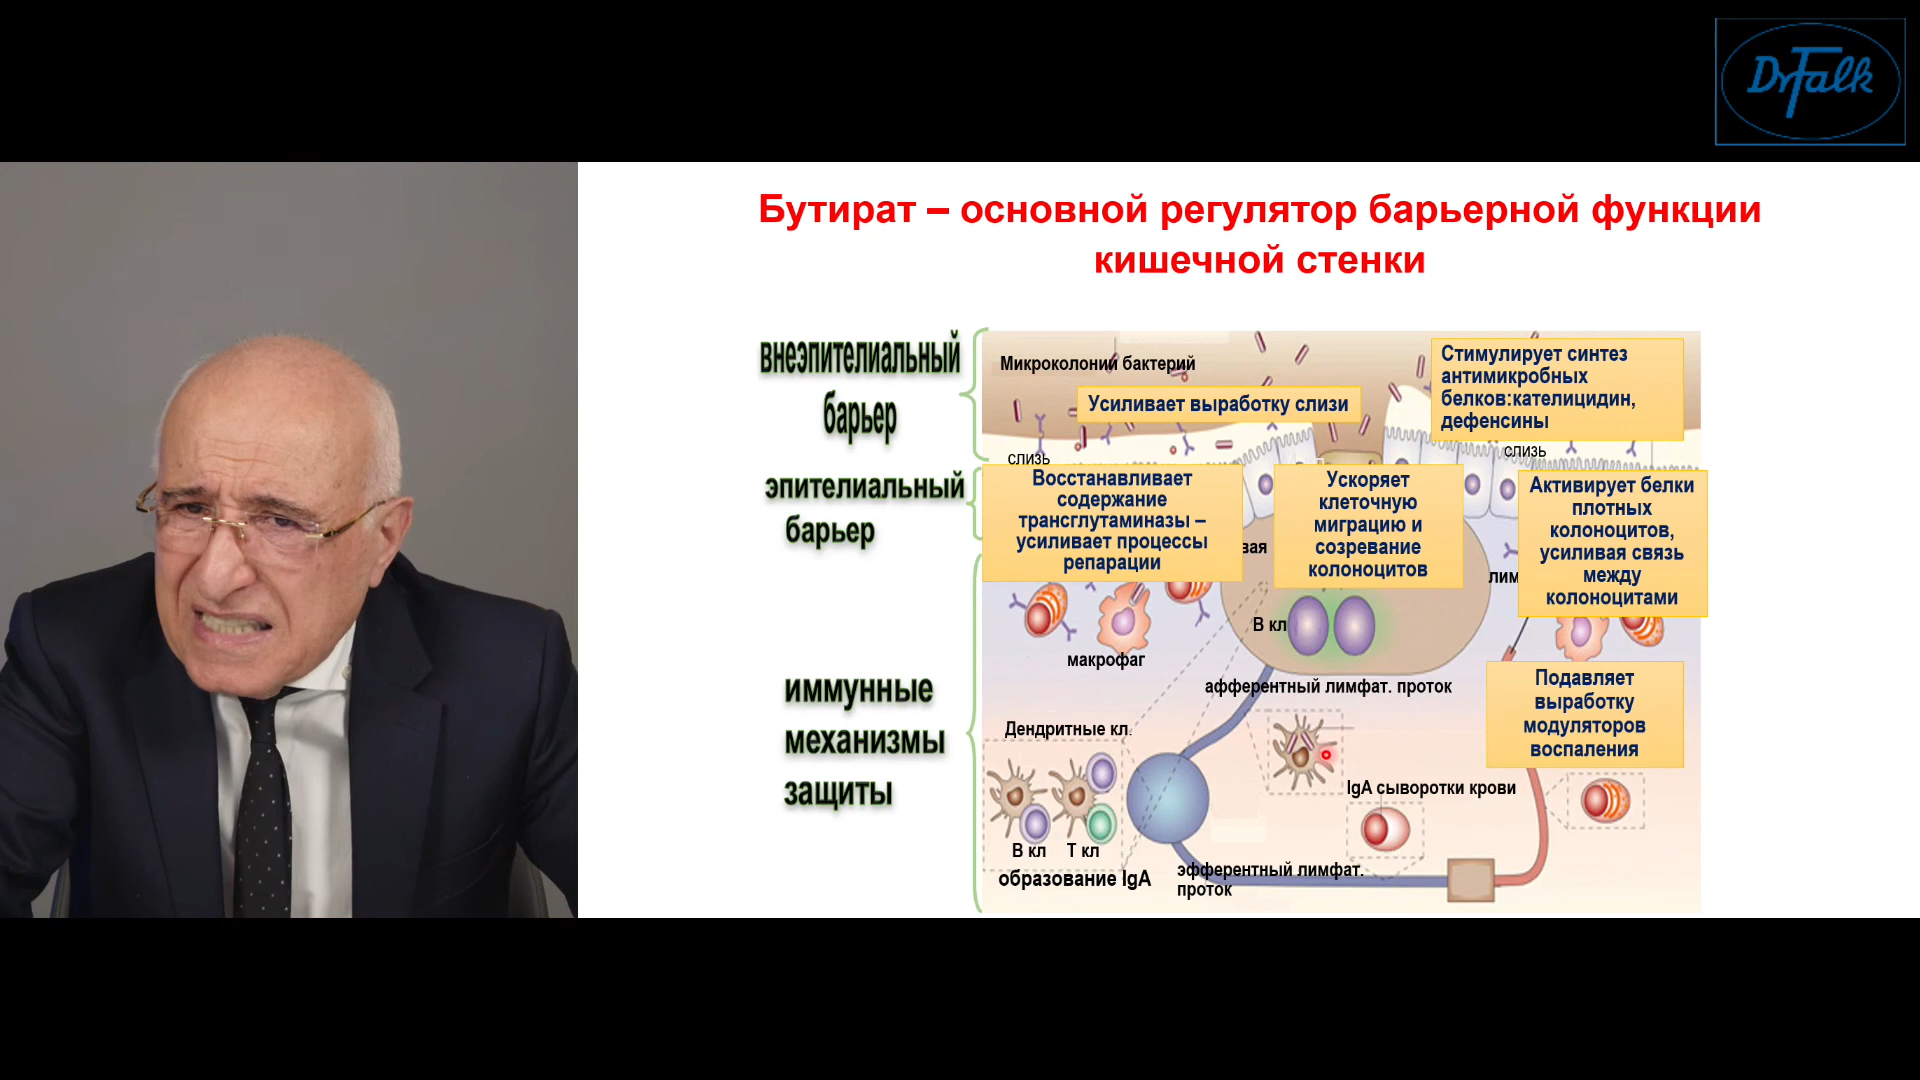 Dr Falk
Бутират – основной регулятор барьерной функции
кишечной стенки
внеэпителиальный
барьер
Микроколонии бактерий
Усиливает выработку слизи
Стимулирует синтез
антимикробных
белков:кателицидин,
дефенсины
слизь
слизь
эпителиальный
барьер
Восстанавливает
содержание
трансглутаминазы –
усиливает процессы
репарации
Ускоряет
клеточную
миграцию и
созревание
колоноцитов
Активирует белки
плотных
колоноцитов,
усиливая связь
между
колоноцитами
вая
лим
В кл
макрофаг
афферентный лимфат. проток
иммунные
механизмы
защиты
Подавляет
выработку
модуляторов
воспаления
Дендритные кл.
IgA сыворотки крови
В кл
Т кл
образование IgA
эфферентный лимфат.
проток